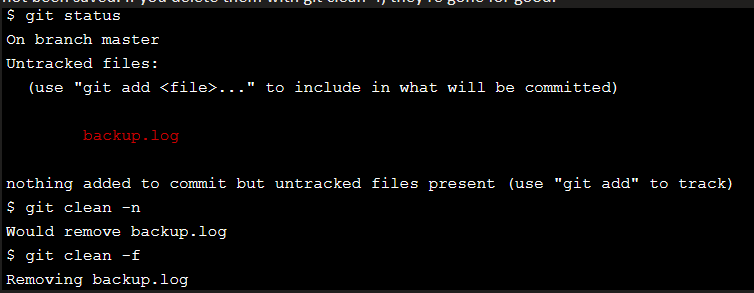 not been saved. If you delete them with git clean -f, they're gone for good.
$ git status
On branch master
Untracked files:
(use "git add <file>..." to include in what will be committed)
backup.log
nothing added to commit but untracked files present (use "git add" to track)
$ git clean -n
Would remove backup.log
$ git clean -f
Removing backup.log